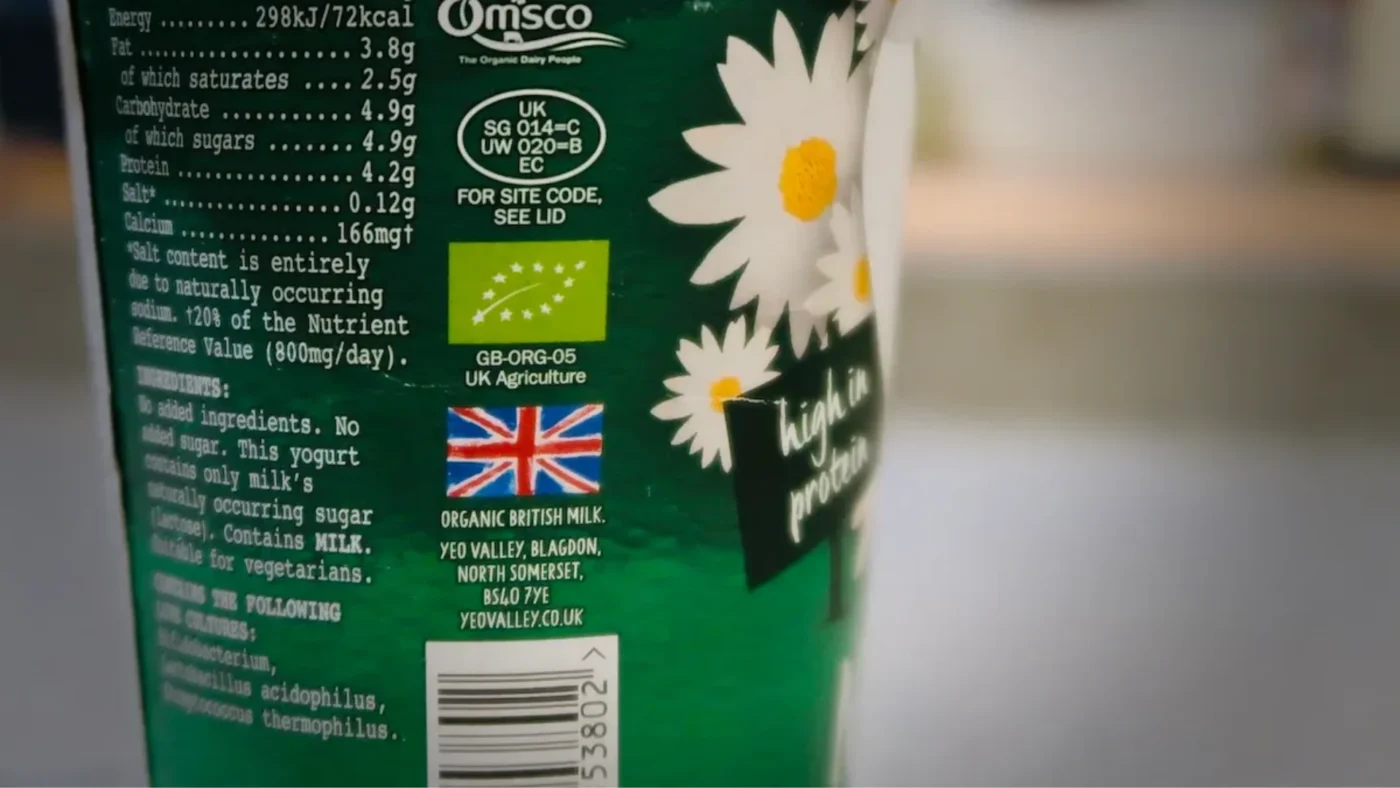 Energy ......... 298kJ/72kcal
Fat .................. 3.8g
of which saturates .... 2.5g
Carbohydrate ........... 4.9g
of which sugars ....... 4.9g
Protein ............... 4.2g
Salt* ................ 0.12g
Calcium ............. 166mg†
*Salt content is entirely
due to naturally occurring
sodium. †20% of the Nutrient
Reference Value (800mg/day).
INGREDIENTS:
No added ingredients. No
added sugar. This yogurt
contains only milk's
naturally occurring sugar
(lactose). Contains MILK.
Suitable for vegetarians.
CONTAINS THE FOLLOWING
LIVE CULTURES:
Bifidobacterium,
Lactobacillus acidophilus,
Streptococcus thermophilus.
Omsco
The Organic Dairy People
UK
SG 014=C
UW 020=B
EC
FOR SITE CODE,
SEE LID
GB-ORG-05
UK Agriculture
ORGANIC BRITISH MILK.
YEO VALLEY, BLAGDON,
NORTH SOMERSET,
BS40 7YE
YEOVALLEY.CO.UK
53802 >
high in
protein